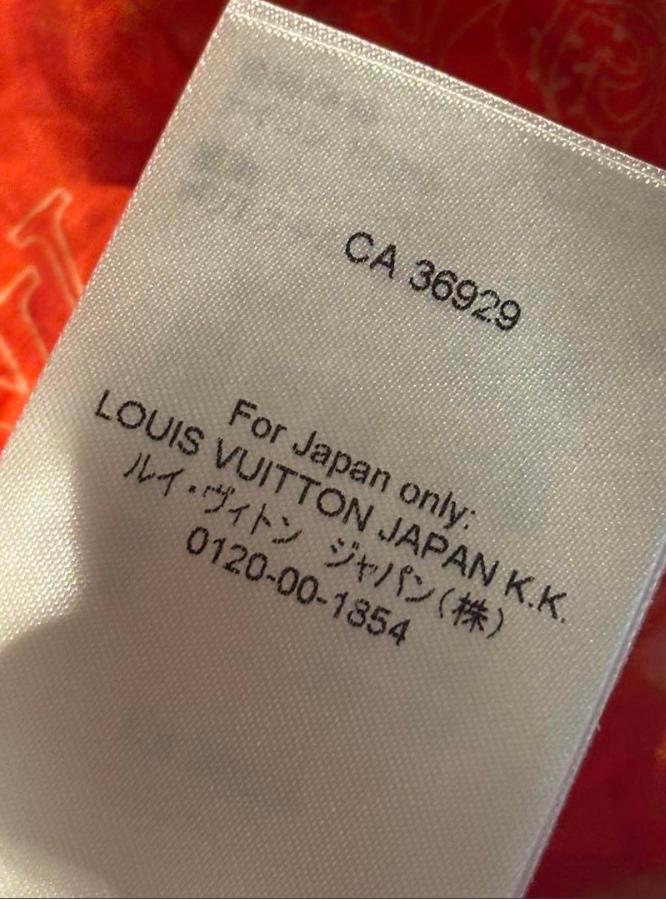 CA 36929
For Japan only:
LOUIS VUITTON JAPAN K.K.
ルイ・ヴィトン ジャパン(株)
0120-00-1854